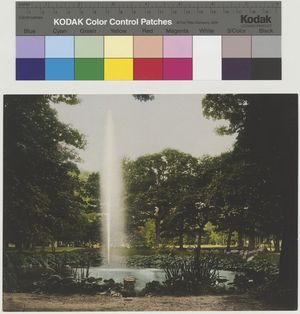 KODAK Color Control Patches
Kodak
Blue Cyan Green Yellow Red Magenta White 3/Color Black